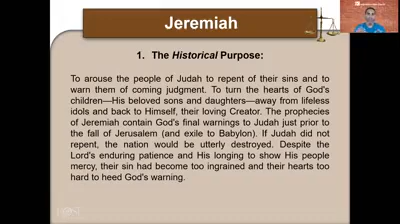 Jeremiah
1. The Historical Purpose:
To arouse the people of Judah to repent of their sins and to
warn them of coming judgment. To turn the hearts of God's
children—His beloved sons and daughters—away from lifeless
idols and back to Himself, their loving Creator. The prophecies
of Jeremiah contain God's final warnings to Judah just prior to
the fall of Jerusalem (and exile to Babylon). If Judah did not
repent, the nation would be utterly destroyed. Despite the
Lord's enduring patience and His longing to show His people
mercy, their sin had become too ingrained and their hearts too
hard to heed God's warning.